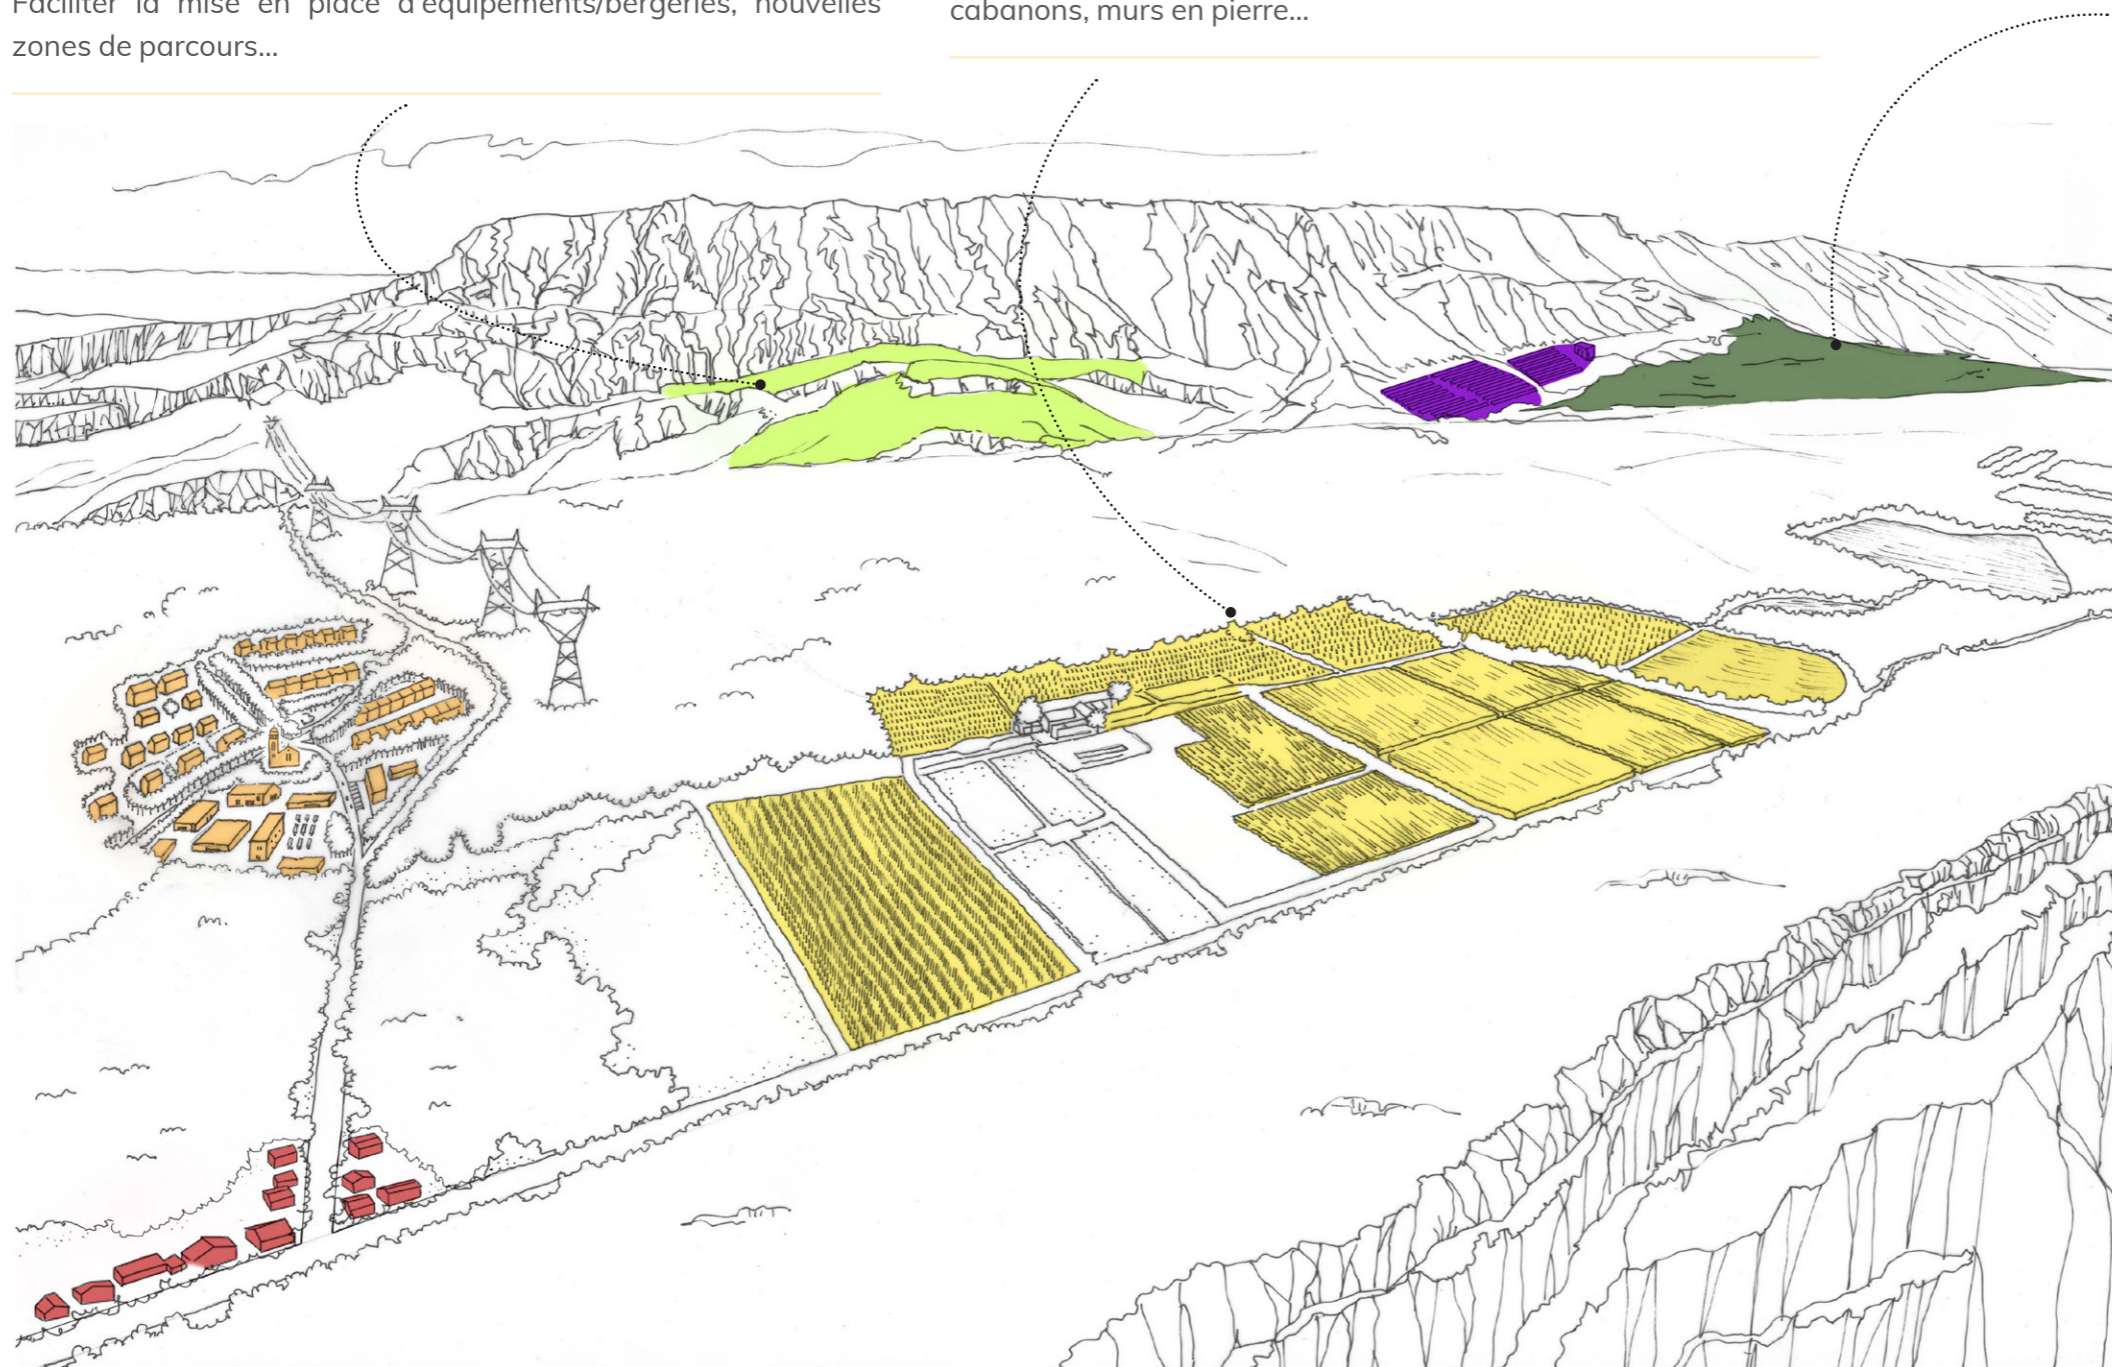 Faciliter la mise en place d'équipements/bergeries, nouvelles
zones de parcours...
cabanons, murs en pierre...